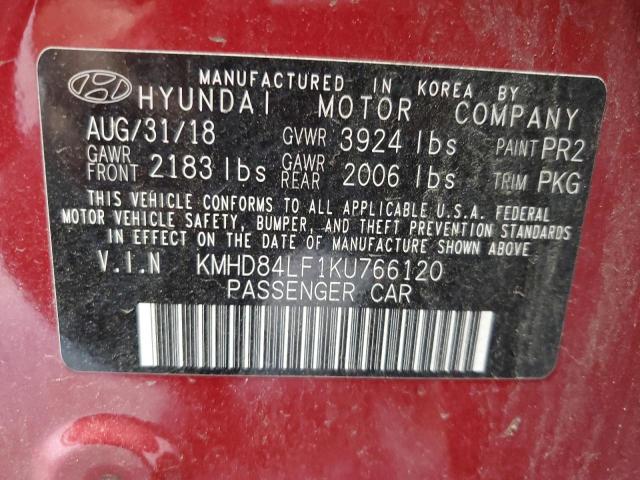 MANUFACTURED IN KOREA BY
HYUNDAI MOTOR COMPANY
AUG/31/18 GVWR 3924 lbs PAINT PR2
GAWR FRONT 2183 lbs GAWR REAR 2006 lbs TRIM PKG
THIS VEHICLE CONFORMS TO ALL APPLICABLE U.S.A. FEDERAL
MOTOR VEHICLE SAFETY, BUMPER, AND THEFT PREVENTION STANDARDS
IN EFFECT ON THE DATE OF MANUFACTURE SHOWN ABOVE
V.I.N KMHD84LF1KU766120
PASSENGER CAR